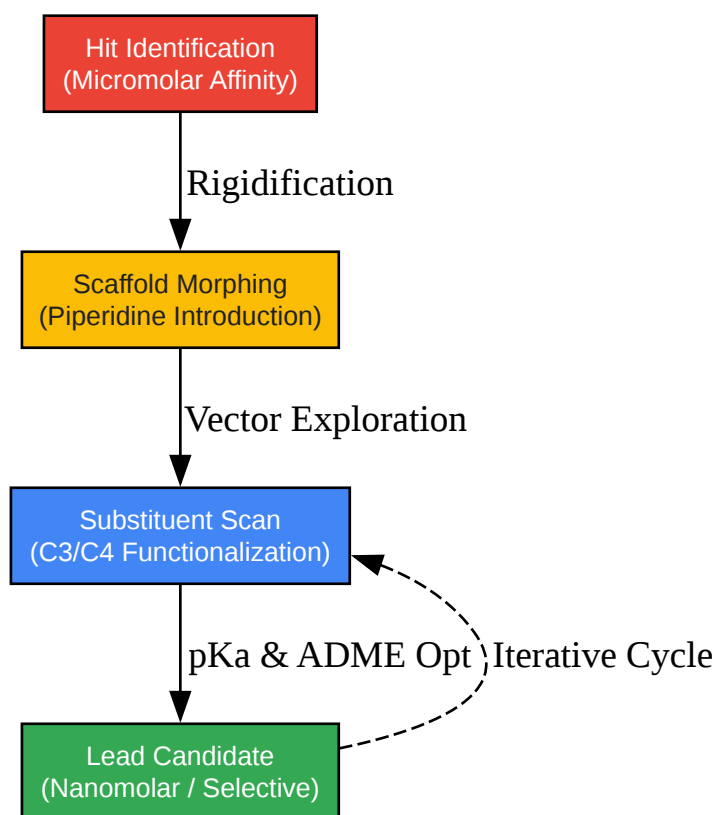 Hit Identification
(Micromolar Affinity)
Rigidification
Scaffold Morphing
(Piperidine Introduction)
Vector Exploration
Substituent Scan
(C3/C4 Functionalization)
pKa & ADME Opt
Iterative Cycle
Lead Candidate
(Nanomolar / Selective)